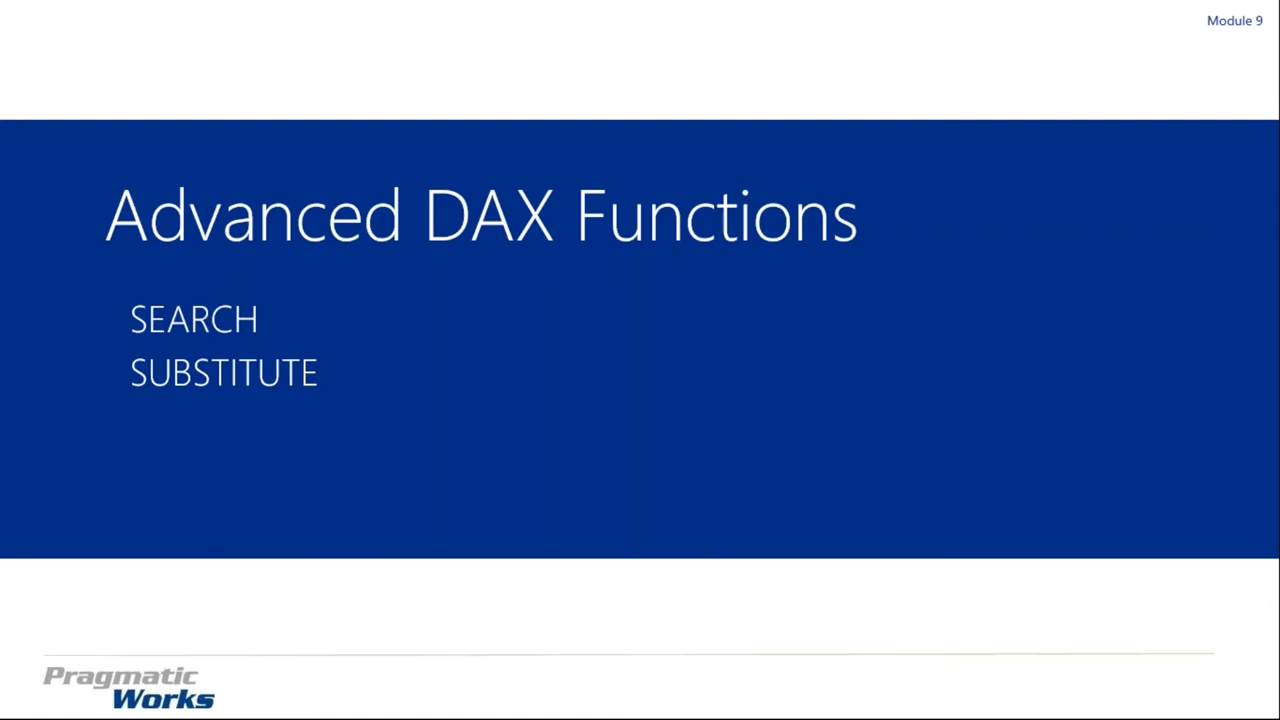 Module 9
Advanced DAX Functions
SEARCH
SUBSTITUTE
Pragmatic
Works